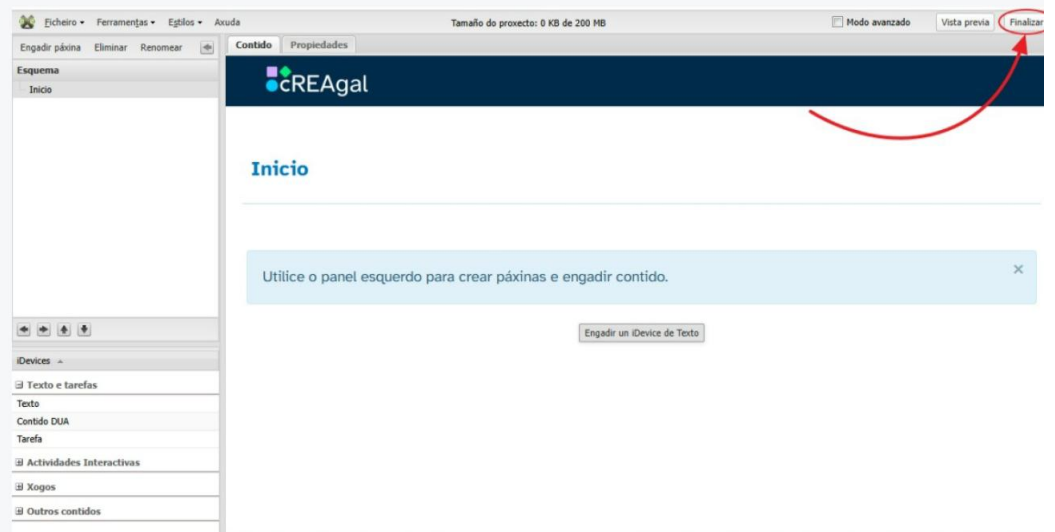 Ficheiro Ferramentas Estilos Axuda Tamaño do proxecto: 0 KB de 200 MB Modo avanzado Vista previa Finalizar
Engadir páxina Eliminar Renomear Contido Propiedades
Esquema
Inicio
cREAgal
Inicio
Utilice o panel esquerdo para crear páxinas e engadir contido. ×
Engadir un iDevice de Texto
iDevices
Texto e tarefas
Texto
Contido DUA
Tarefa
Actividades Interactivas
Xogos
Outros contidos